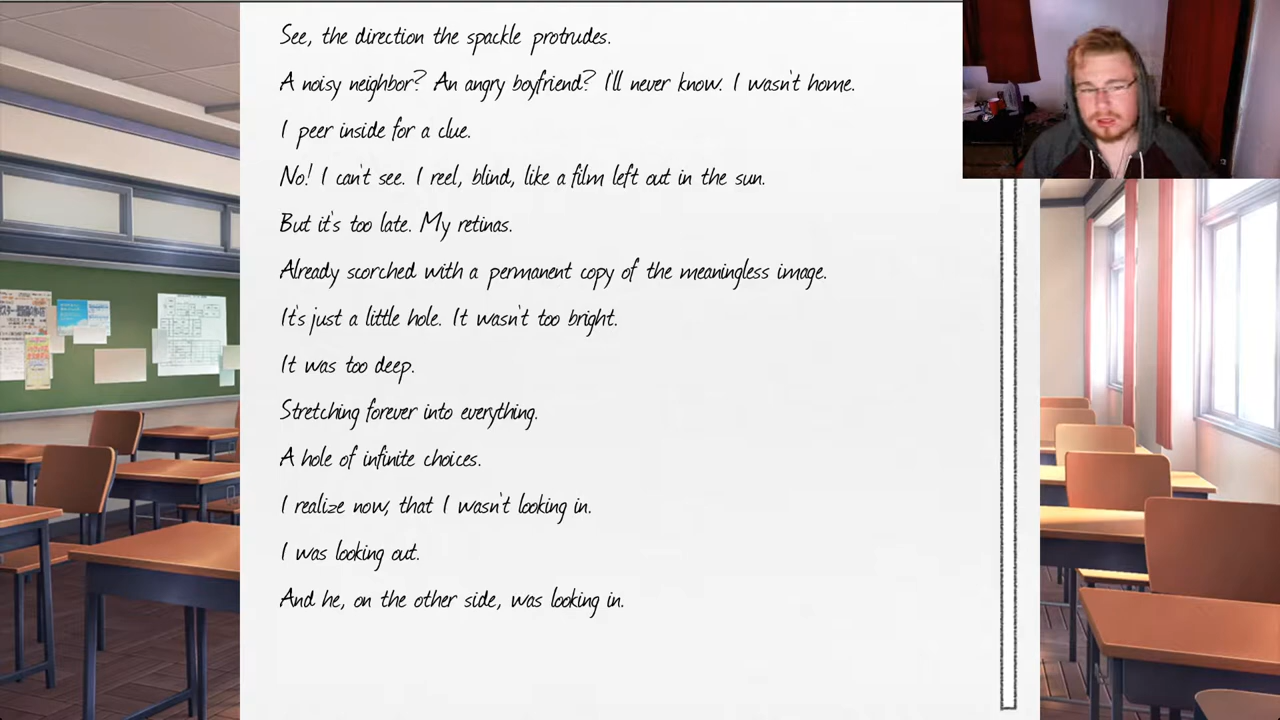 See, the direction the spackle protrudes.
A noisy neighbor? An angry boyfriend? I'll never know. I wasn't home.
I peer inside for a clue.
No! I can't see. I reel, blind, like a film left out in the sun.
But it's too late. My retinas.
Already scorched with a permanent copy of the meaningless image.
It's just a little hole. It wasn't too bright.
It was too deep.
Stretching forever into everything.
A hole of infinite choices.
I realize now, that I wasn't looking in.
I was looking out.
And he, on the other side, was looking in.